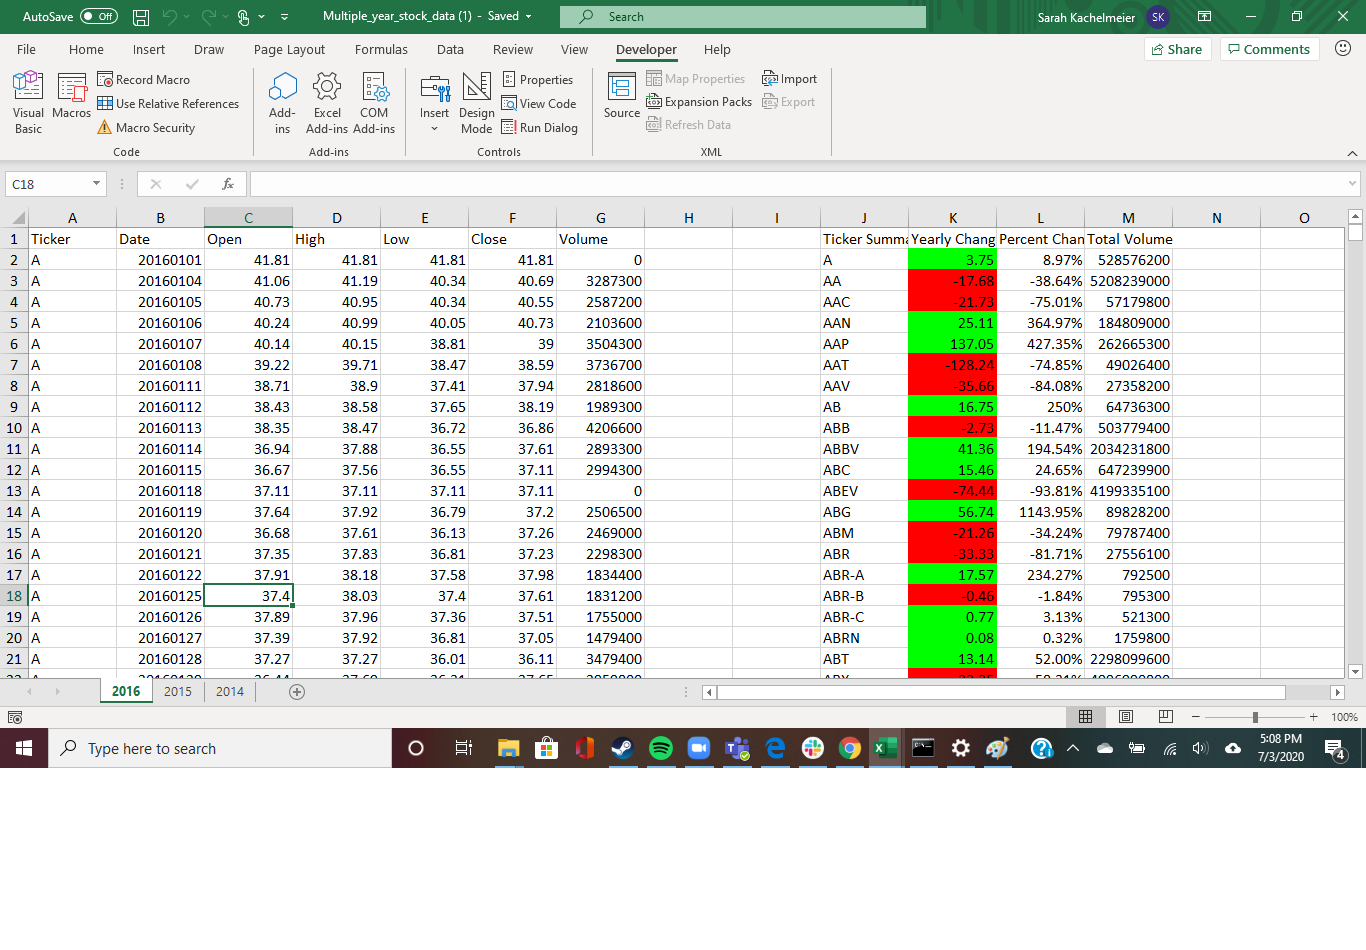 AutoSave Off Multiple_year_stock_data (1) - Saved Search Sarah Kachelmeier SK
File Home Insert Draw Page Layout Formulas Data Review View Developer Help Share Comments
Visual Basic
Macros
Record Macro
Use Relative References
Macro Security
Code
Add-ins
Excel Add-ins
COM Add-ins
Add-ins
Insert
Design Mode
Properties
View Code
Run Dialog
Controls
Source
Map Properties
Expansion Packs
Refresh Data
Import
Export
XML
C18 fx
A B C D E F G H I J K L M N O
1 Ticker Date Open High Low Close Volume Ticker Summa Yearly Chang Percent Chan Total Volume
2 A 20160101 41.81 41.81 41.81 41.81 0 A 3.75 8.97% 528576200
3 A 20160104 41.06 41.19 40.34 40.69 3287300 AA -17.68 -38.64% 5208239000
4 A 20160105 40.73 40.95 40.34 40.55 2587200 AAC -21.73 -75.01% 57179800
5 A 20160106 40.24 40.99 40.05 40.73 2103600 AAN 25.11 364.97% 184809000
6 A 20160107 40.14 40.15 38.81 39 3504300 AAP 137.05 427.35% 262665300
7 A 20160108 39.22 39.71 38.47 38.59 3736700 AAT -128.24 -74.85% 49026400
8 A 20160111 38.71 38.9 37.41 37.94 2818600 AAV -35.66 -84.08% 27358200
9 A 20160112 38.43 38.58 37.65 38.19 1989300 AB 16.75 250% 64736300
10 A 20160113 38.35 38.47 36.72 36.86 4206600 ABB -2.73 -11.47% 503779400
11 A 20160114 36.94 37.88 36.55 37.61 2893300 ABBV 41.36 194.54% 2034231800
12 A 20160115 36.67 37.56 36.55 37.11 2994300 ABC 15.46 24.65% 647239900
13 A 20160118 37.11 37.11 37.11 37.11 0 ABEV -74.44 -93.81% 4199335100
14 A 20160119 37.64 37.92 36.79 37.2 2506500 ABG 56.74 1143.95% 89828200
15 A 20160120 36.68 37.61 36.13 37.26 2469000 ABM -21.26 -34.24% 79787400
16 A 20160121 37.35 37.83 36.81 37.23 2298300 ABR -33.33 -81.71% 27556100
17 A 20160122 37.91 38.18 37.58 37.98 1834400 ABR-A 17.57 234.27% 792500
18 A 20160125 37.4 38.03 37.4 37.61 1831200 ABR-B -0.46 -1.84% 795300
19 A 20160126 37.89 37.96 37.36 37.51 1755000 ABR-C 0.77 3.13% 521300
20 A 20160127 37.39 37.92 36.81 37.05 1479400 ABRN 0.08 0.32% 1759800
21 A 20160128 37.27 37.27 36.01 36.11 3479400 ABT 13.14 52.00% 2298099600
2016 2015 2014
100%
Type here to search
5:08 PM
7/3/2020
4